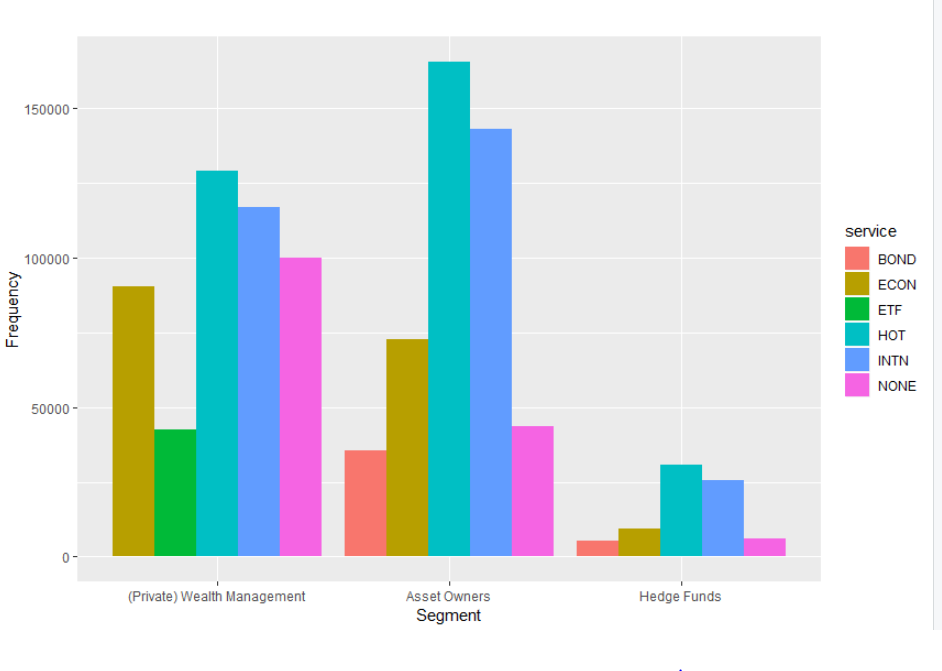 150000
100000
50000
0
Frequency
(Private) Wealth Management
Asset Owners
Hedge Funds
Segment
service
BOND
ECON
ETF
HOT
INTN
NONE